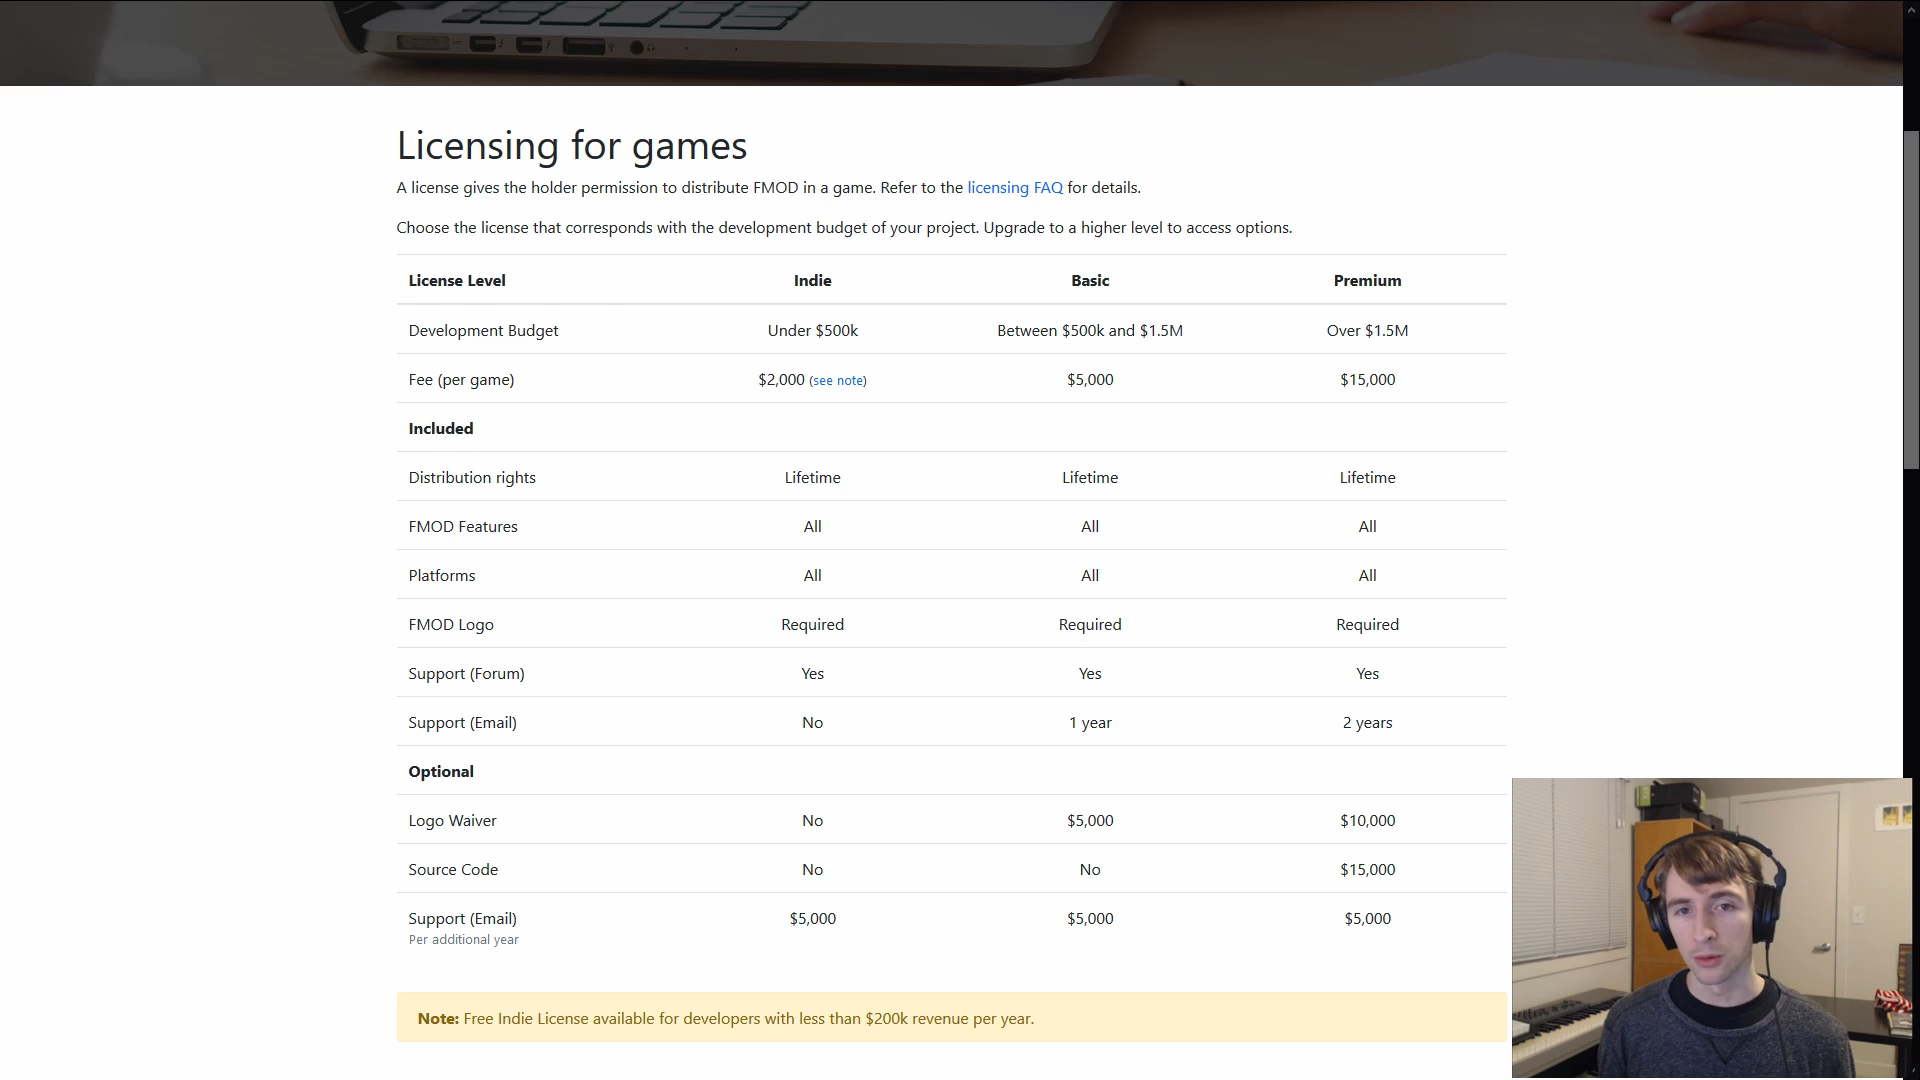 Licensing for games
A license gives the holder permission to distribute FMOD in a game. Refer to the licensing FAQ for details.
Choose the license that corresponds with the development budget of your project. Upgrade to a higher level to access options.
License Level Indie Basic Premium
Development Budget Under $500k Between $500k and $1.5M Over $1.5M
Fee (per game) $2,000 (see note) $5,000 $15,000
Included
Distribution rights Lifetime Lifetime Lifetime
FMOD Features All All All
Platforms All All All
FMOD Logo Required Required Required
Support (Forum) Yes Yes Yes
Support (Email) No 1 year 2 years
Optional
Logo Waiver No $5,000 $10,000
Source Code No No $15,000
Support (Email) $5,000 $5,000 $5,000
Per additional year
Note: Free Indie License available for developers with less than $200k revenue per year.